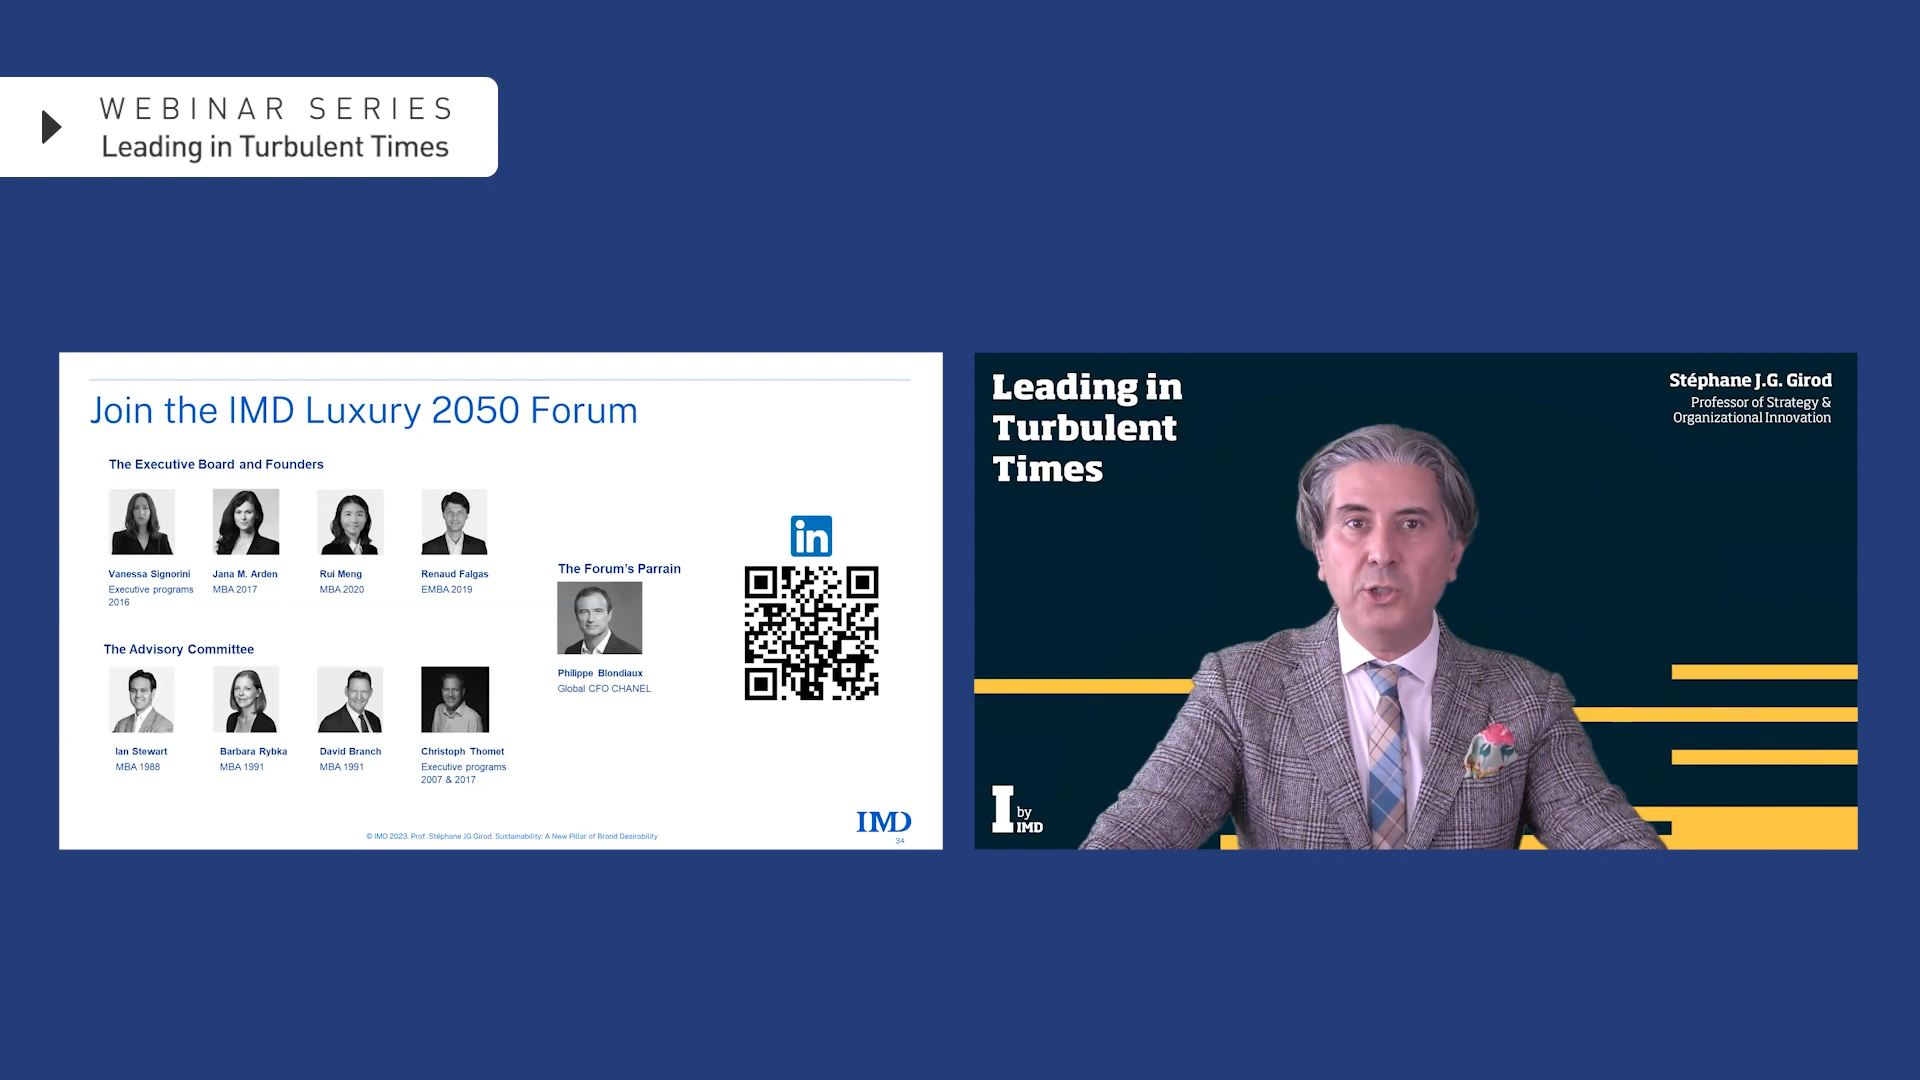 WEBINAR SERIES
Leading in Turbulent Times
Join the IMD Luxury 2050 Forum
The Executive Board and Founders
Vanessa Signorini
Executive programs
2016
Jana M. Arden
MBA 2017
Rui Meng
MBA 2020
Renaud Falgas
EMBA 2019
The Advisory Committee
Ian Stewart
MBA 1988
Barbara Rybka
MBA 1991
David Branch
MBA 1991
Christoph Thomet
Executive programs
2007 & 2017
The Forum's Parrain
Philippe Blondiaux
Global CFO CHANEL
in
© IMD 2023. Prof. Stéphane JG Girod. Sustainability: A New Pillar of Brand Desirability
IMD
34
Leading in
Turbulent
Times
Stéphane J.G. Girod
Professor of Strategy &
Organizational Innovation
I by
IMD